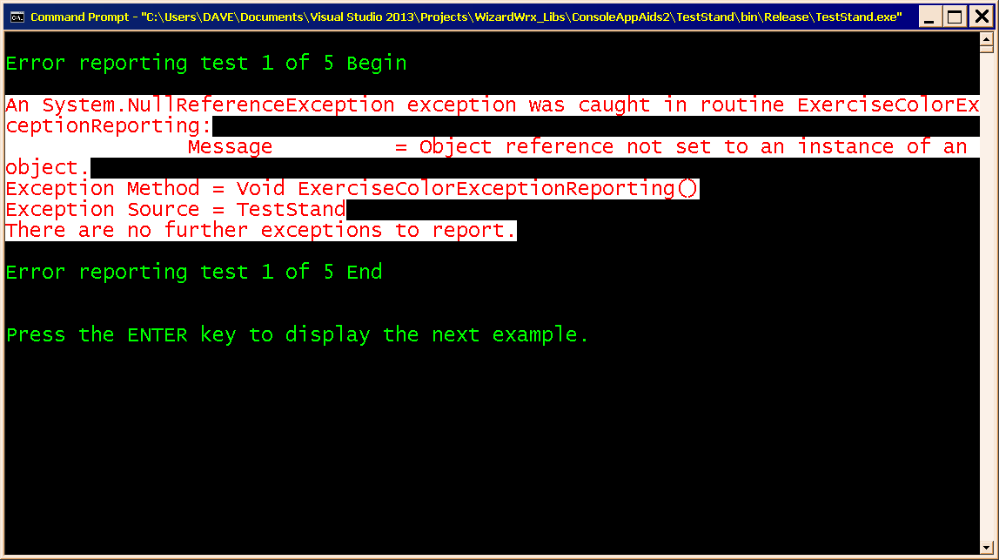 Command Prompt - "C:\Users\DAVE\Documents\Visual Studio 2013\Projects\WizardWrx_Libs\ConsoleAppAids2\TestStand\bin\Release\TestStand.exe"
Error reporting test 1 of 5 Begin
An System.NullReferenceException exception was caught in routine ExerciseColorEx
ceptionReporting:
Message = Object reference not set to an instance of an
object.
Exception Method = Void ExerciseColorExceptionReporting()
Exception Source = TestStand
There are no further exceptions to report.
Error reporting test 1 of 5 End
Press the ENTER key to display the next example.